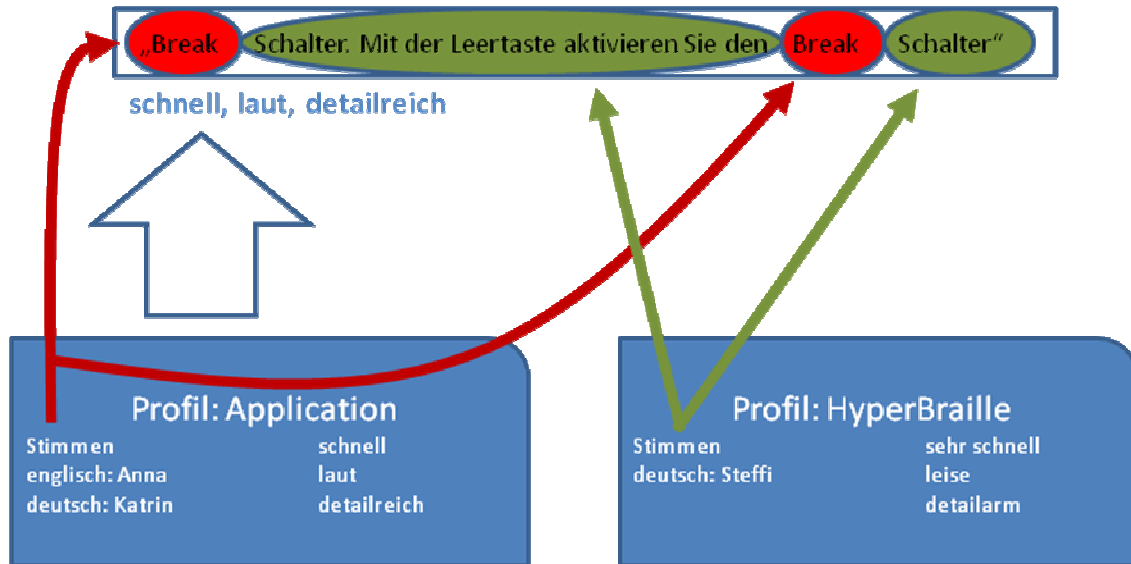 „Break Schalter. Mit der Leertaste aktivieren Sie den Break Schalter“
schnell, laut, detailreich
Profil: Application
Stimmen schnell
englisch: Anna laut
deutsch: Katrin detailreich
Profil: HyperBraille
Stimmen sehr schnell
deutsch: Steffi leise
detailarm